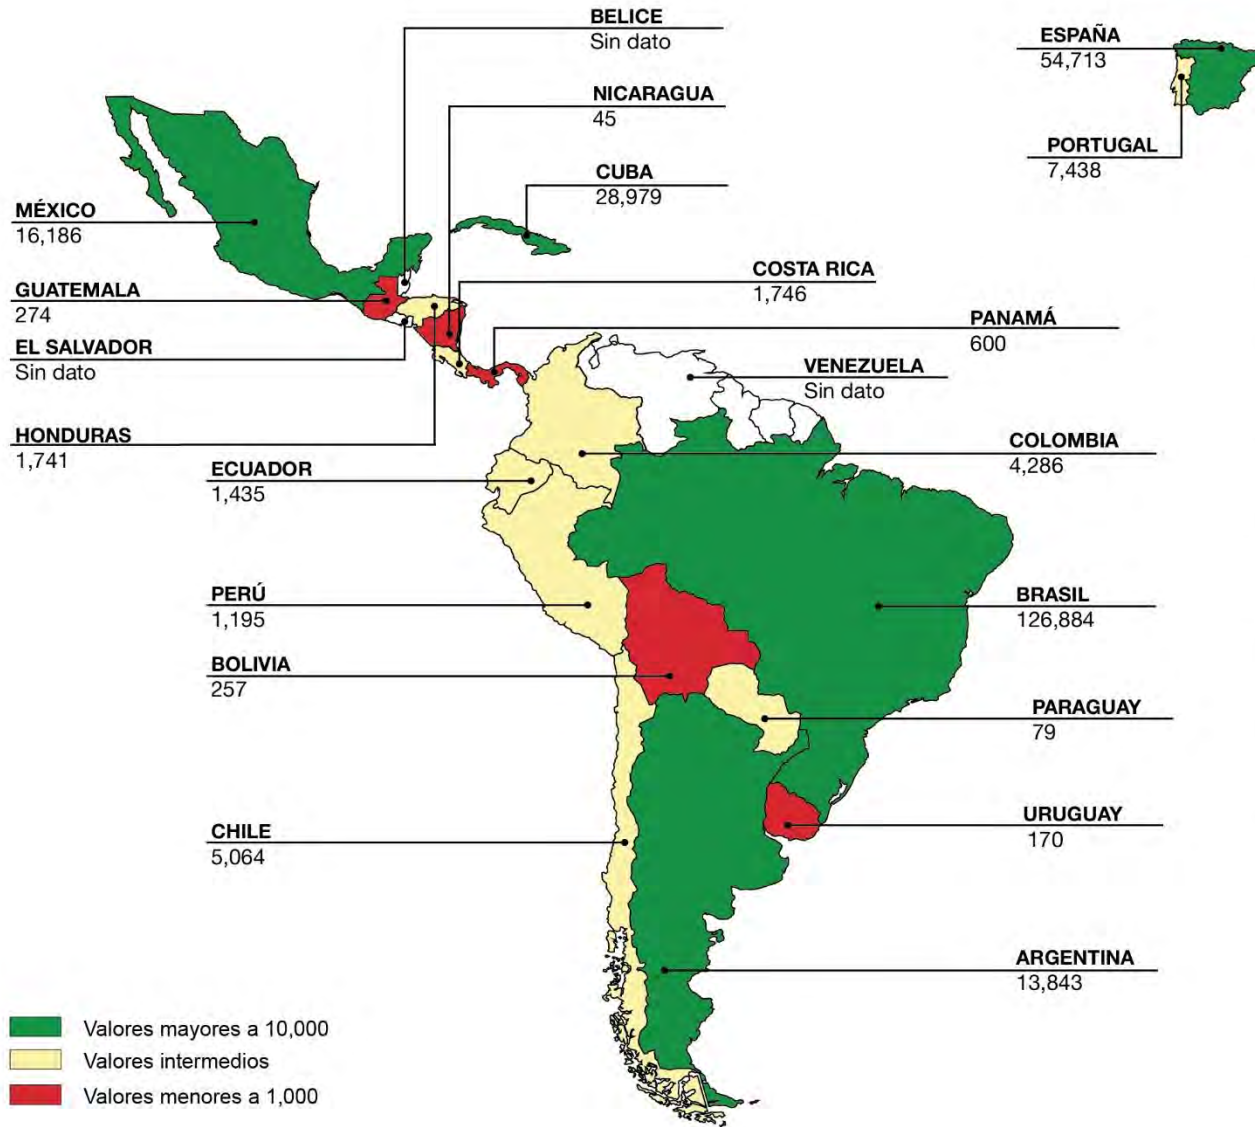 BELICE
Sin dato
ESPAÑA
54,713
NICARAGUA
45
PORTUGAL
7,438
CUBA
28,979
MÉXICO
16,186
COSTA RICA
1,746
GUATEMALA
274
PANAMÁ
600
EL SALVADOR
Sin dato
VENEZUELA
Sin dato
HONDURAS
1,741
COLOMBIA
4,286
ECUADOR
1,435
PERÚ
1,195
BRASIL
126,884
BOLIVIA
257
PARAGUAY
79
CHILE
5,064
URUGUAY
170
ARGENTINA
13,843
Valores mayores a 10,000
Valores intermedios
Valores menores a 1,000